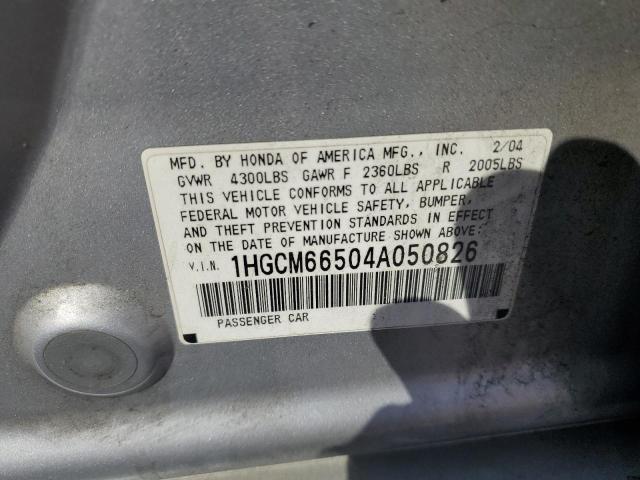 MFD. BY HONDA OF AMERICA MFG., INC. 2/04
GVWR 4300LBS GAWR F 2360LBS R 2005LBS
THIS VEHICLE CONFORMS TO ALL APPLICABLE
FEDERAL MOTOR VEHICLE SAFETY, BUMPER,
AND THEFT PREVENTION STANDARDS IN EFFECT
ON THE DATE OF MANUFACTURE SHOWN ABOVE.
V.I.N. 1HGCM66504A050826
PASSENGER CAR